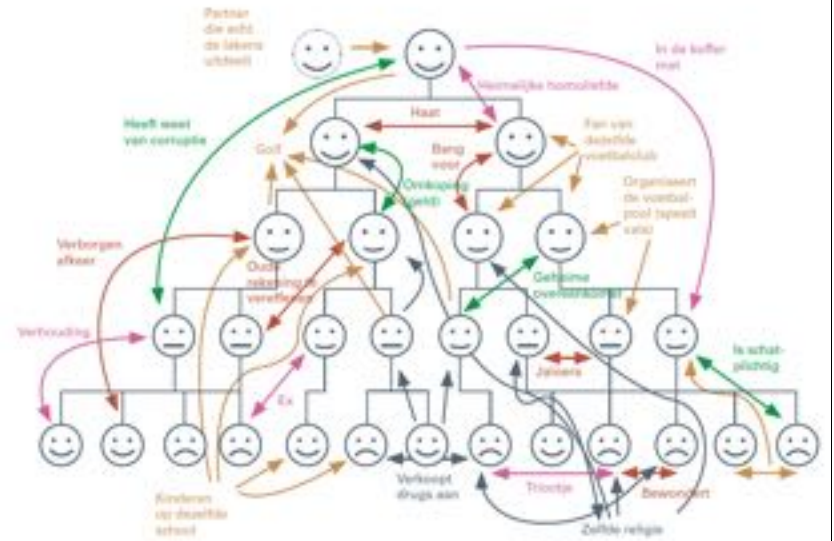 Partner
die echt
de lakens
uitdeelt
In de koffer
met
Heimelijke homoliefde
Haat
Heeft weet
van corruptie
Golf
Bang
voor
Fan van
dezelfde
voetbalclub
Omkoping
(geld)
Organiseert
de voetbal-
pool (speelt
vals)
Verborgen
afkeer
Oude
rekening te
vereffenen
Geheime
overeenkomst
Verhouding
Jaloers
Is schat-
plichtig
Ex
Kinderen
op dezelfde
school
Verkoopt
drugs aan
Triootje
Bewondert
Zelfde religie